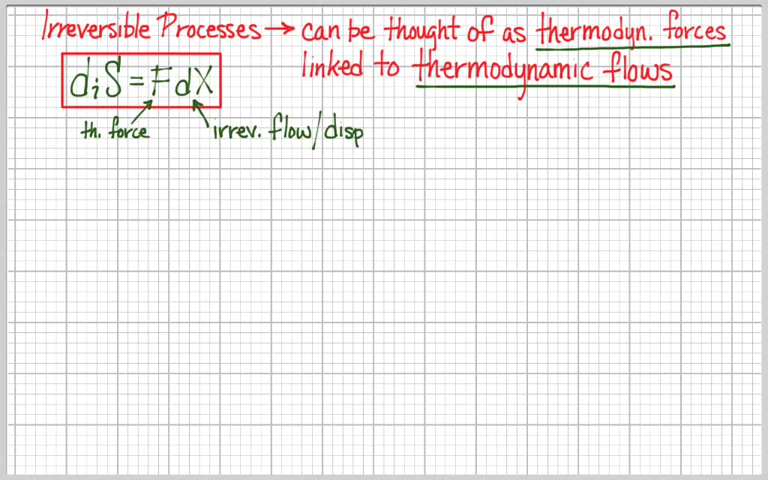 Irreversible Processes → can be thought of as thermodyn. forces
linked to thermodynamic flows
dᵢS = F dX
th. force
irrev. flow/disp